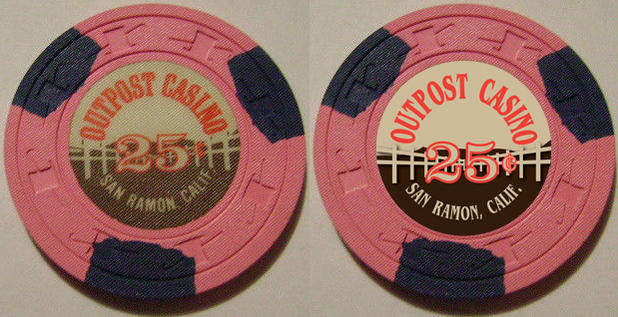 OUTPOST CASINO
25¢
SAN RAMON, CALIF.
OUTPOST CASINO
25¢
SAN RAMON, CALIF.